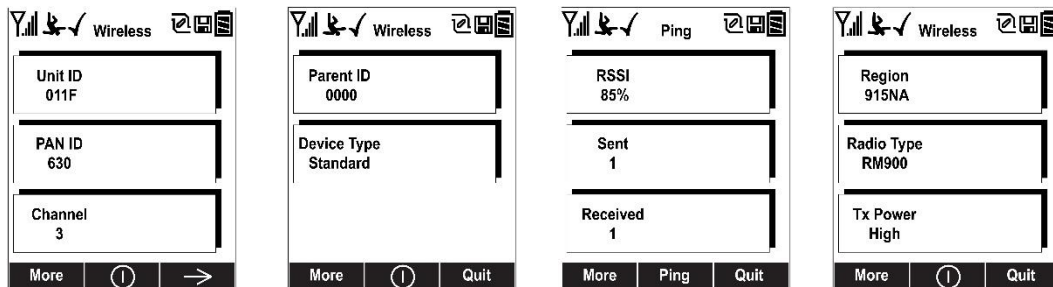 Wireless
Unit ID
011F
PAN ID
630
Channel
3
More
Wireless
Parent ID
0000
Device Type
Standard
More
Quit
Ping
RSSI
85%
Sent
1
Received
1
More
Ping
Quit
Wireless
Region
915NA
Radio Type
RM900
Tx Power
High
More
Quit